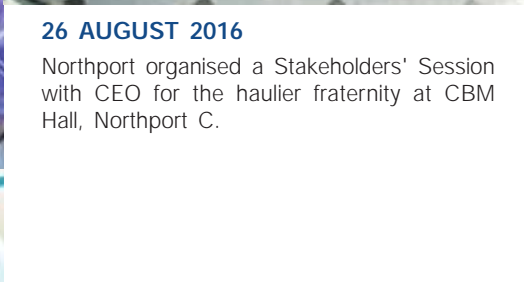 26 AUGUST 2016
Northport organised a Stakeholders' Session
with CEO for the haulier fraternity at CBM
Hall, Northport C.